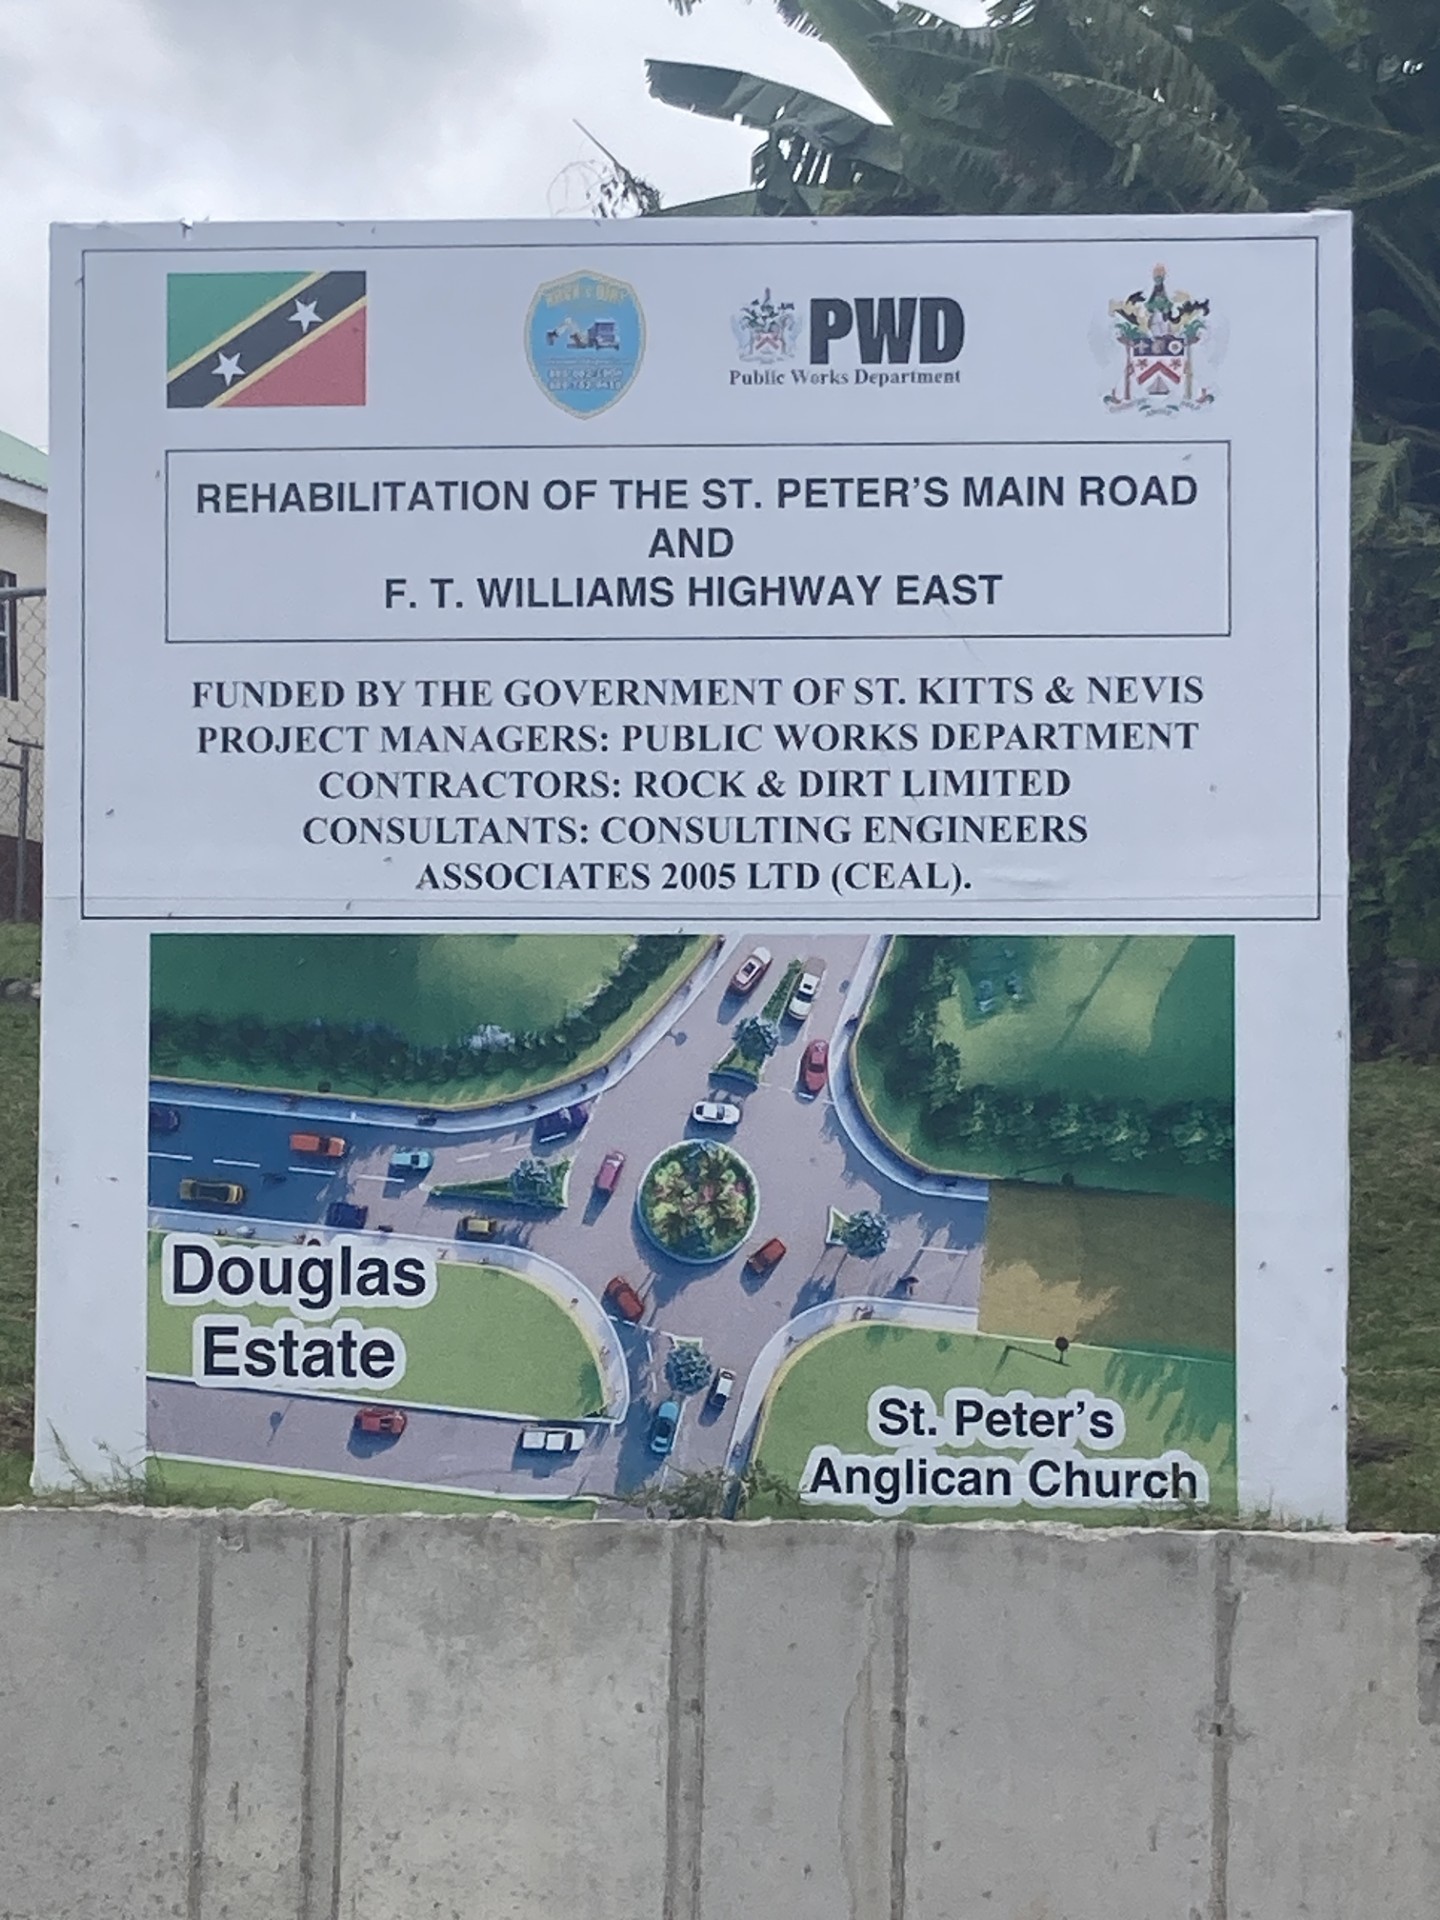 PWD
Public Works Department
REHABILITATION OF THE ST. PETER'S MAIN ROAD
AND
F. T. WILLIAMS HIGHWAY EAST
FUNDED BY THE GOVERNMENT OF ST. KITTS & NEVIS
PROJECT MANAGERS: PUBLIC WORKS DEPARTMENT
CONTRACTORS: ROCK & DIRT LIMITED
CONSULTANTS: CONSULTING ENGINEERS
ASSOCIATES 2005 LTD (CEAL).
Douglas
Estate
St. Peter's
Anglican Church